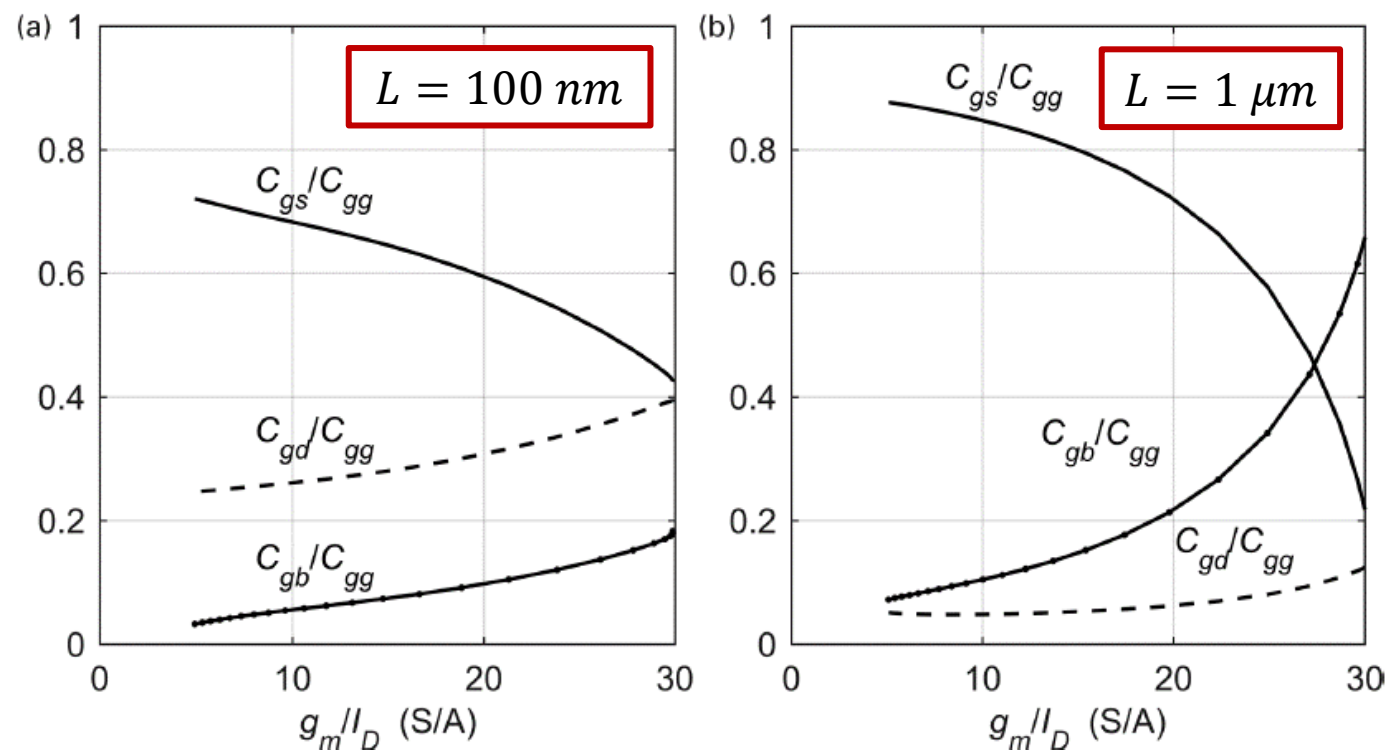 (a)
L = 100 nm
C_gs/C_gg
C_gd/C_gg
C_gb/C_gg
1
0.8
0.6
0.4
0.2
0
0 10 20 30
g_m/I_D (S/A)
(b)
L = 1 μm
C_gs/C_gg
C_gb/C_gg
C_gd/C_gg
1
0.8
0.6
0.4
0.2
0
0 10 20 30
g_m/I_D (S/A)